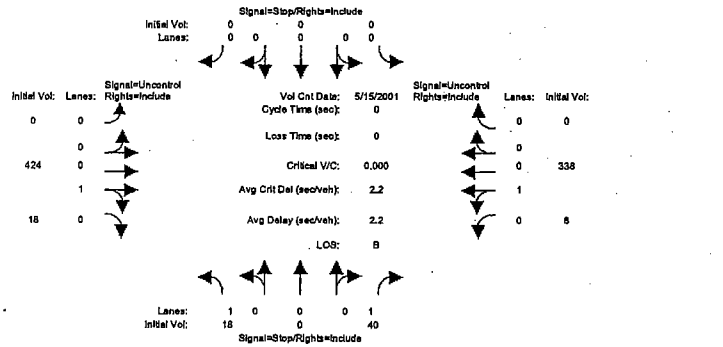 Signal=Stop/Rights=Include
Initial Vol: 0 0 0
Lanes: 0 0 0 0 0
Signal=Uncontrol
Initial Vol: Lanes: Rights=Include
Vol Cnt Date: 5/15/2001
Signal=Uncontrol
Rights=Include Lanes: Initial Vol:
Cycle Time (sec): 0
0 0
0 0
Loss Time (sec): 0
0
0
424 0
Critical V/C: 0.000
0 338
1
Avg Crit Del (sec/veh): 2.2
1
18 0
Avg Delay (sec/veh): 2.2
0 6
LOS: B
Lanes: 1 0 0 0 1
Initial Vol: 18 0 40
Signal=Stop/Rights=Include